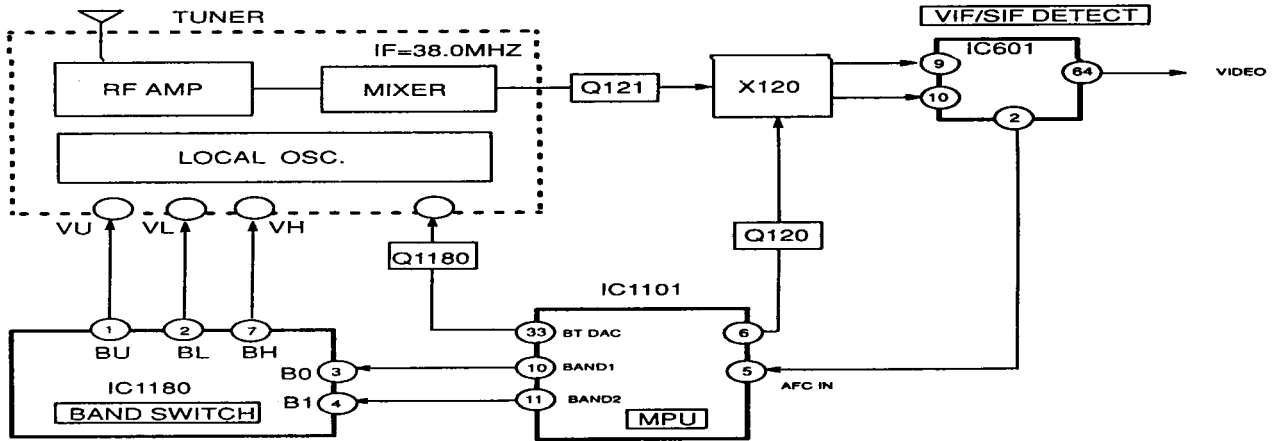 TUNER
VIF/SIF DETECT
IF=38.0MHZ
IC601
RF AMP
MIXER
Q121
X120
9
10
64
VIDEO
2
LOCAL OSC.
VU
VL
VH
Q1180
Q120
IC1101
1
2
7
BU
BL
BH
33
BT DAC
6
B0
3
10
BAND1
5
AFC IN
IC1180
BAND SWITCH
B1
4
11
BAND2
MPU